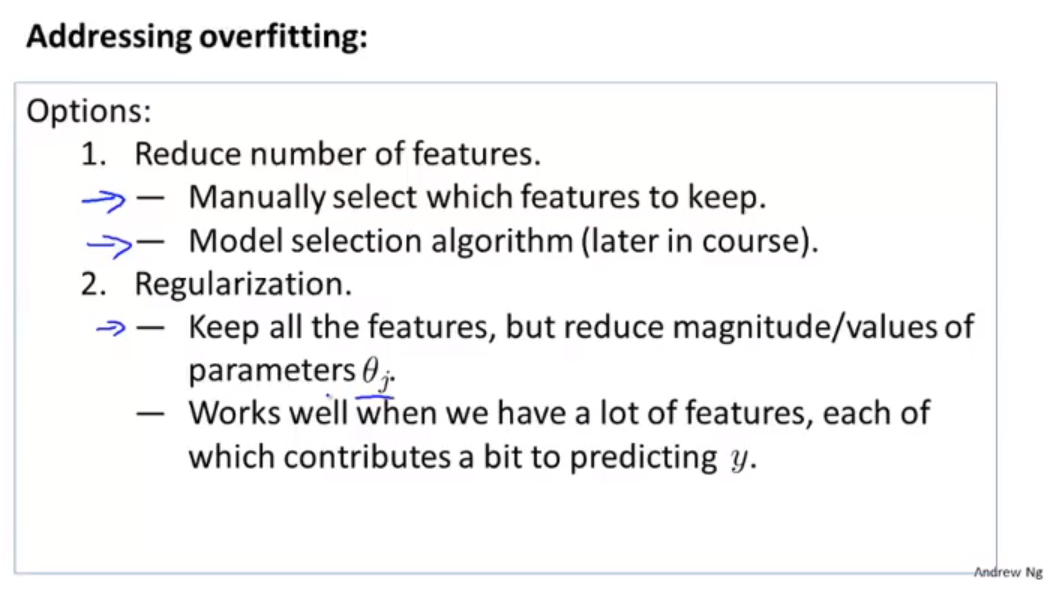 Addressing overfitting:
Options:
1. Reduce number of features.
— Manually select which features to keep.
— Model selection algorithm (later in course).
2. Regularization.
— Keep all the features, but reduce magnitude/values of
parameters θⱼ.
— Works well when we have a lot of features, each of
which contributes a bit to predicting y.
Andrew Ng